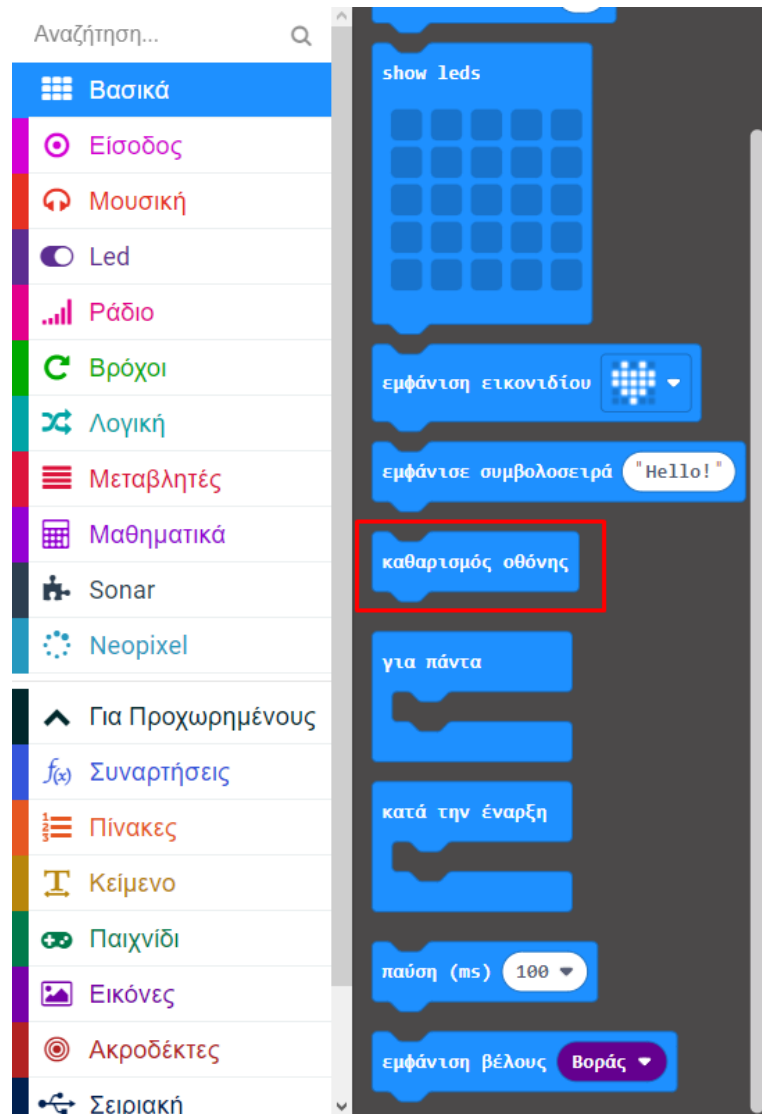 Αναζήτηση...
Βασικά
Είσοδος
Μουσική
Led
Ράδιο
Βρόχοι
Λογική
Μεταβλητές
Μαθηματικά
Sonar
Neopixel
Για Προχωρημένους
f(x) Συναρτήσεις
Πίνακες
Κείμενο
Παιχνίδι
Εικόνες
Ακροδέκτες
Σειριακή
show leds
εμφάνιση εικονιδίου
εμφάνισε συμβολοσειρά "Hello!"
καθαρισμός οθόνης
για πάντα
κατά την έναρξη
παύση (ms) 100
εμφάνιση βέλους Βοράς